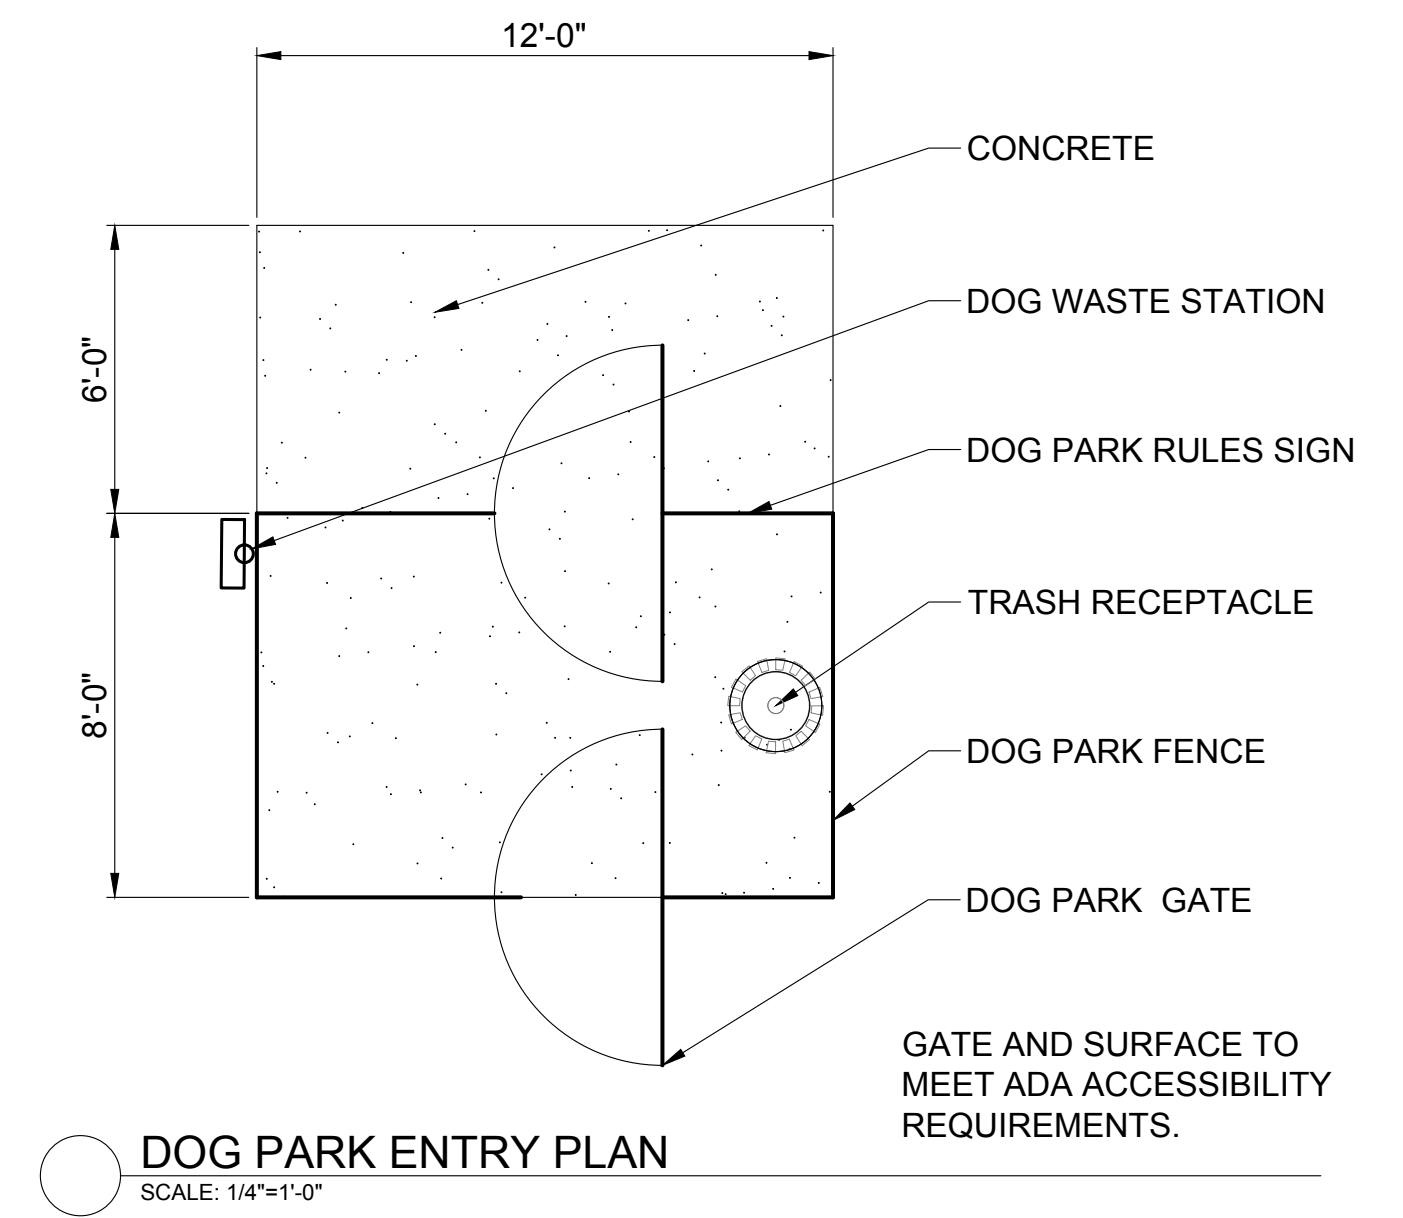 12'-0"
CONCRETE
DOG WASTE STATION
6'-0"
DOG PARK RULES SIGN
TRASH RECEPTACLE
8'-0"
DOG PARK FENCE
DOG PARK  GATE
GATE AND SURFACE TO
MEET ADA ACCESSIBILITY
REQUIREMENTS.
DOG PARK ENTRY PLAN
SCALE: 1/4"=1'-0"